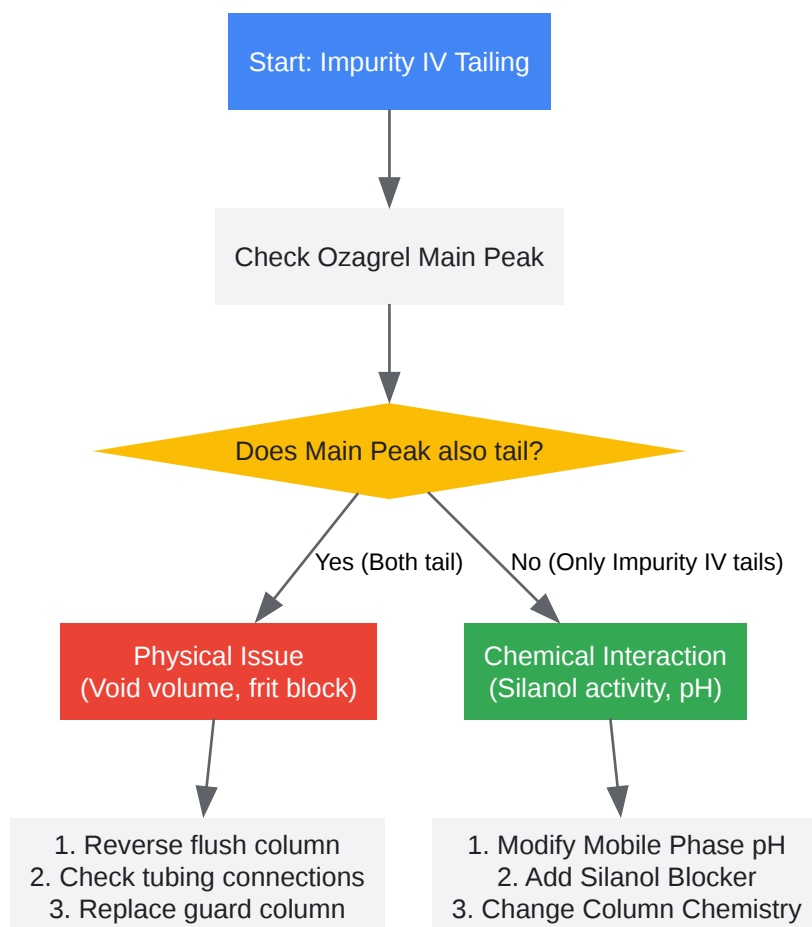 Start: Impurity IV Tailing
Check Ozagrel Main Peak
Does Main Peak also tail?
Yes (Both tail)
No (Only Impurity IV tails)
Physical Issue
(Void volume, frit block)
Chemical Interaction
(Silanol activity, pH)
1. Reverse flush column
2. Check tubing connections
3. Replace guard column
1. Modify Mobile Phase pH
2. Add Silanol Blocker
3. Change Column Chemistry